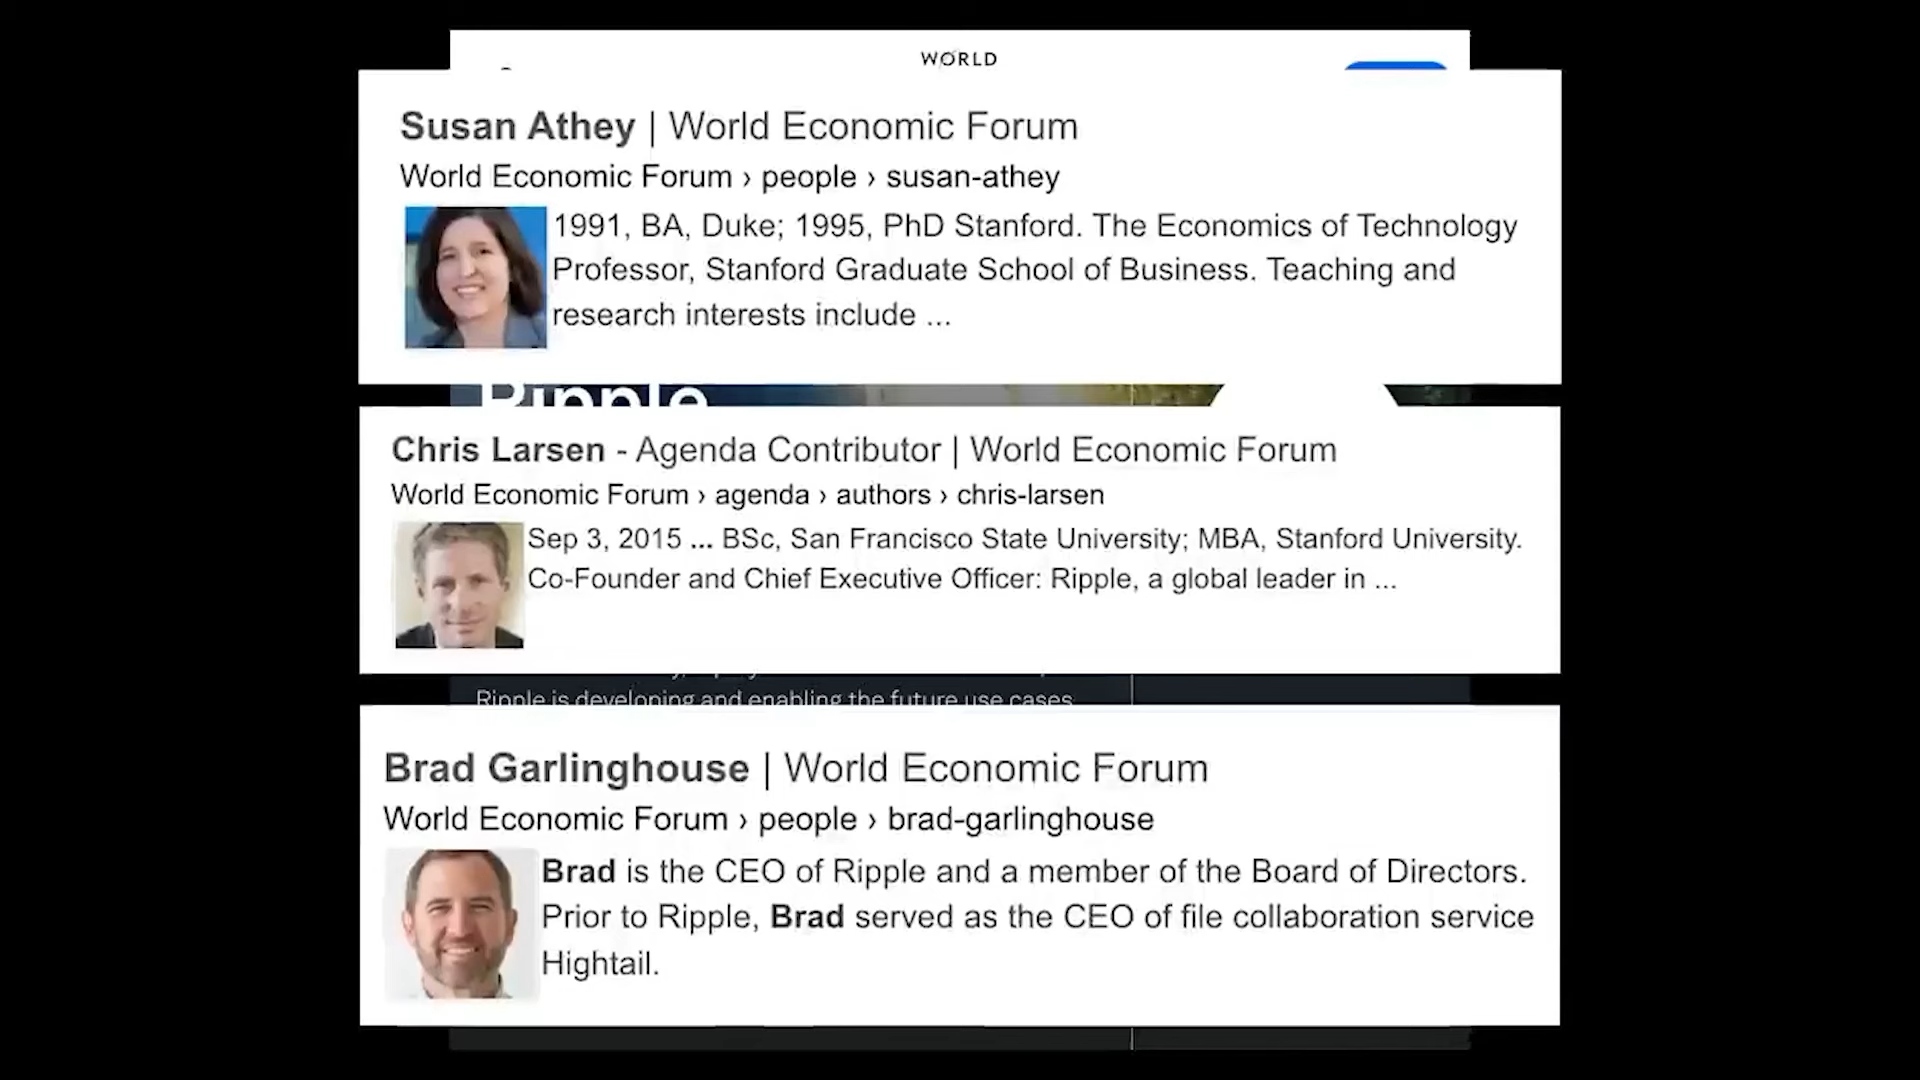 WORLD
Susan Athey | World Economic Forum
World Economic Forum › people › susan-athey
1991, BA, Duke; 1995, PhD Stanford. The Economics of Technology
Professor, Stanford Graduate School of Business. Teaching and
research interests include ...
Ripple
Chris Larsen - Agenda Contributor | World Economic Forum
World Economic Forum › agenda › authors › chris-larsen
Sep 3, 2015 ... BSc, San Francisco State University; MBA, Stanford University.
Co-Founder and Chief Executive Officer: Ripple, a global leader in ...
Ripple is developing and enabling the future use cases
Brad Garlinghouse | World Economic Forum
World Economic Forum › people › brad-garlinghouse
Brad is the CEO of Ripple and a member of the Board of Directors.
Prior to Ripple, Brad served as the CEO of file collaboration service
Hightail.